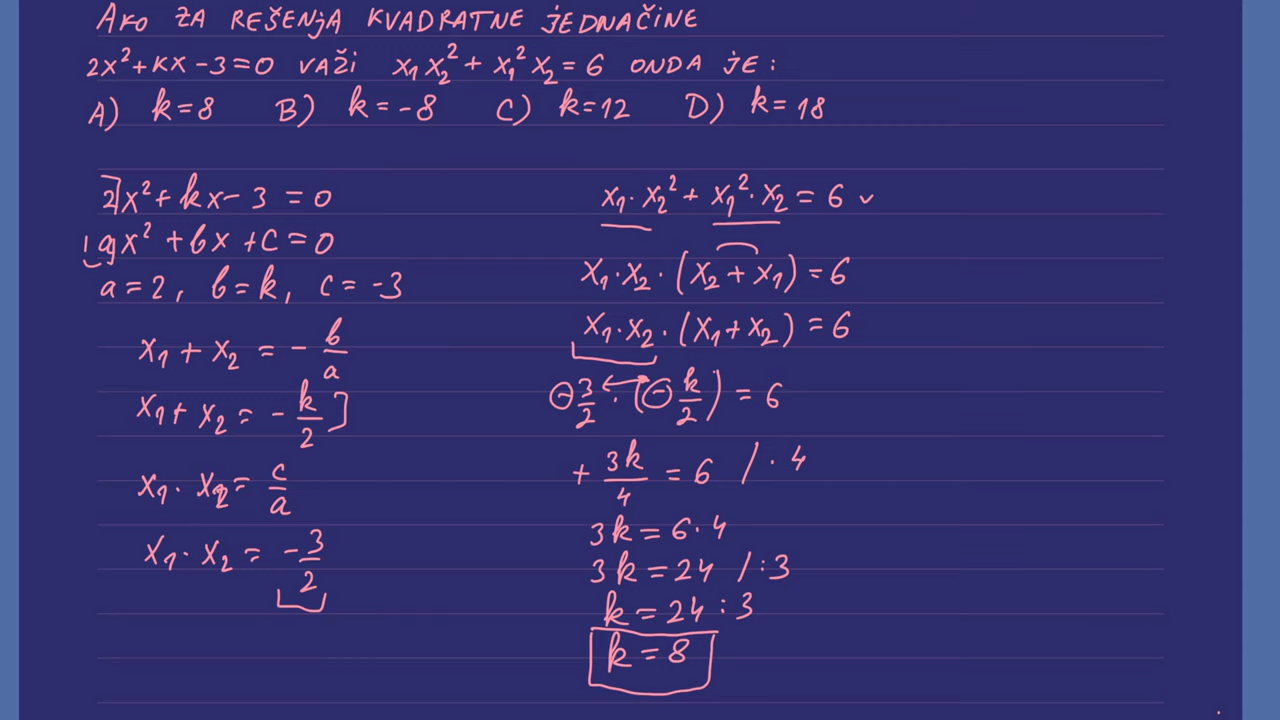 AKO ZA REŠENJA KVADRATNE JEDNAČINE
2x²+kx-3=0 VAŽI x₁x₂²+x₁²x₂=6 ONDA JE:
A) k=8 B) k=-8 C) k=12 D) k=18
2x²+kx-3=0
ax²+bx+c=0
a=2, b=k, c=-3
x₁+x₂=-b/a
x₁+x₂=-k/2
x₁·x₂=c/a
x₁·x₂=-3/2
x₁·x₂²+x₁²·x₂=6
x₁·x₂·(x₂+x₁)=6
x₁·x₂·(x₁+x₂)=6
-3/2·(-k/2)=6
+3k/4=6 /·4
3k=6·4
3k=24 /:3
k=24:3
k=8